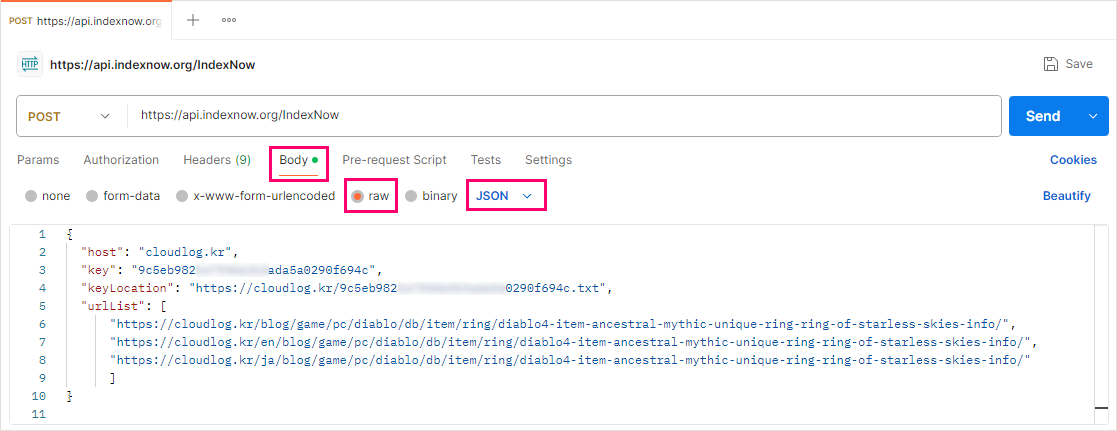 POST https://api.indexnow.org
HTTP https://api.indexnow.org/IndexNow Save
POST https://api.indexnow.org/IndexNow Send
Params Authorization Headers (9) Body Pre-request Script Tests Settings Cookies
none form-data x-www-form-urlencoded raw binary JSON Beautify
1 {
2 "host": "cloudlog.kr",
3 "key": "9c5eb982 ada5a0290f694c",
4 "keyLocation": "https://cloudlog.kr/9c5eb982 0290f694c.txt",
5 "urlList": [
6 "https://cloudlog.kr/blog/game/pc/diablo/db/item/ring/diablo4-item-ancestral-mythic-unique-ring-ring-of-starless-skies-info/",
7 "https://cloudlog.kr/en/blog/game/pc/diablo/db/item/ring/diablo4-item-ancestral-mythic-unique-ring-ring-of-starless-skies-info/",
8 "https://cloudlog.kr/ja/blog/game/pc/diablo/db/item/ring/diablo4-item-ancestral-mythic-unique-ring-ring-of-starless-skies-info/"
9 ]
10 }
11